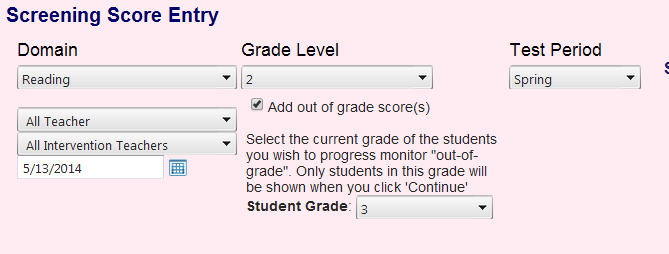 Screening Score Entry
Domain
Grade Level
Test Period
Reading
2
Spring
All Teacher
All Intervention Teachers
5/13/2014
Add out of grade score(s)
Select the current grade of the students
you wish to progress monitor "out-of-
grade". Only students in this grade will
be shown when you click 'Continue'
Student Grade: 3